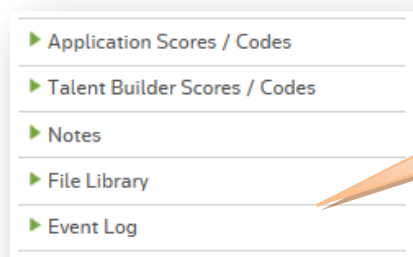 Application Scores / Codes
Talent Builder Scores / Codes
Notes
File Library
Event Log